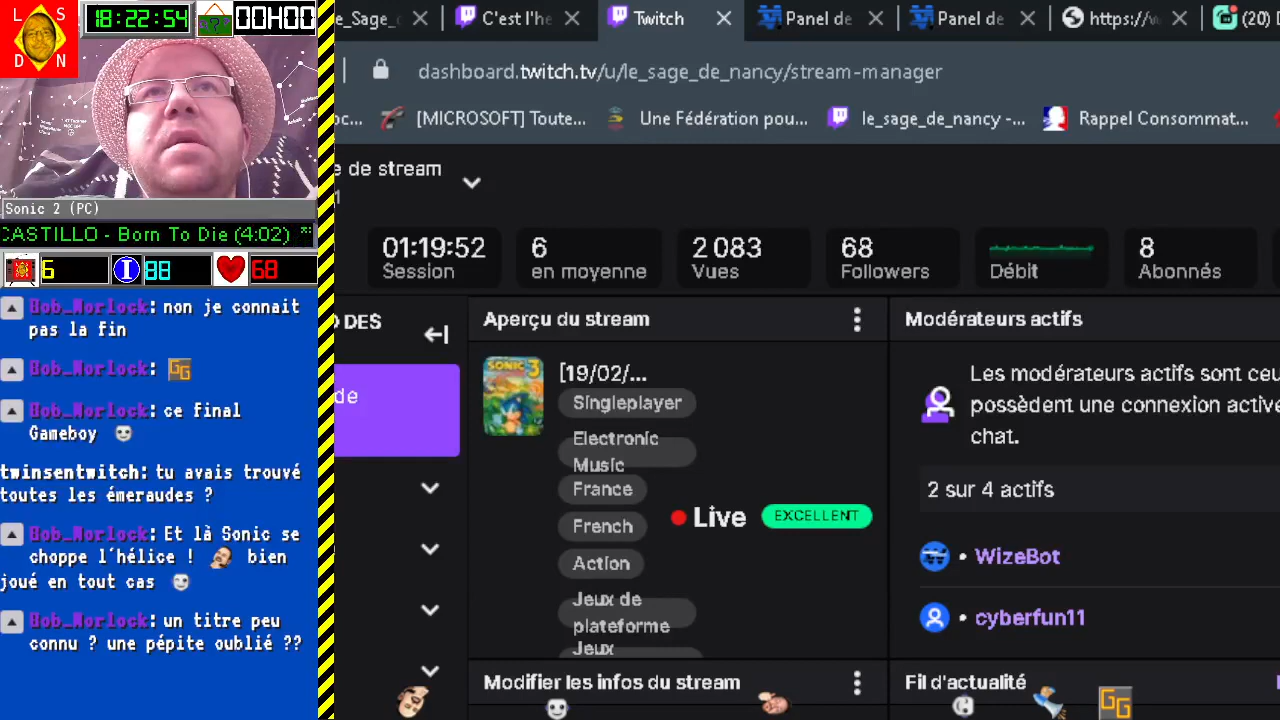 L S
D N
18:22:54
00H00
Sonic 2 (PC)
CASTILLO - Born To Die (4:02)
6
88
68
Bob_Norlock: non je connait
pas la fin
Bob_Norlock: GG
Bob_Norlock: ce final
Gameboy
twinsentwitch: tu avais trouvé
toutes les émeraudes ?
Bob_Norlock: Et là Sonic se
choppe l'hélice ! bien
joué en tout cas
Bob_Norlock: un titre peu
connu ? une pépite oublié ??
e_Sage_
C'est l'he
Twitch
Panel de
Panel de
https://
(20)
dashboard.twitch.tv/u/le_sage_de_nancy/stream-manager
oc...
[MICROSOFT] Toute...
Une Fédération pou...
le_sage_de_nancy -...
Rappel Consommat...
e de stream
01:19:52
Session
6
en moyenne
2 083
Vues
68
Followers
Débit
8
Abonnés
DES
de
Aperçu du stream
SONIC 3
[19/02/...
Singleplayer
Electronic
Music
France
French
Action
Jeux de
plateforme
Jeux
Live
EXCELLENT
Modifier les infos du stream
Modérateurs actifs
Les modérateurs actifs sont ceu
possèdent une connexion active
chat.
2 sur 4 actifs
• WizeBot
• cyberfun11
Fil d'actualité
GG